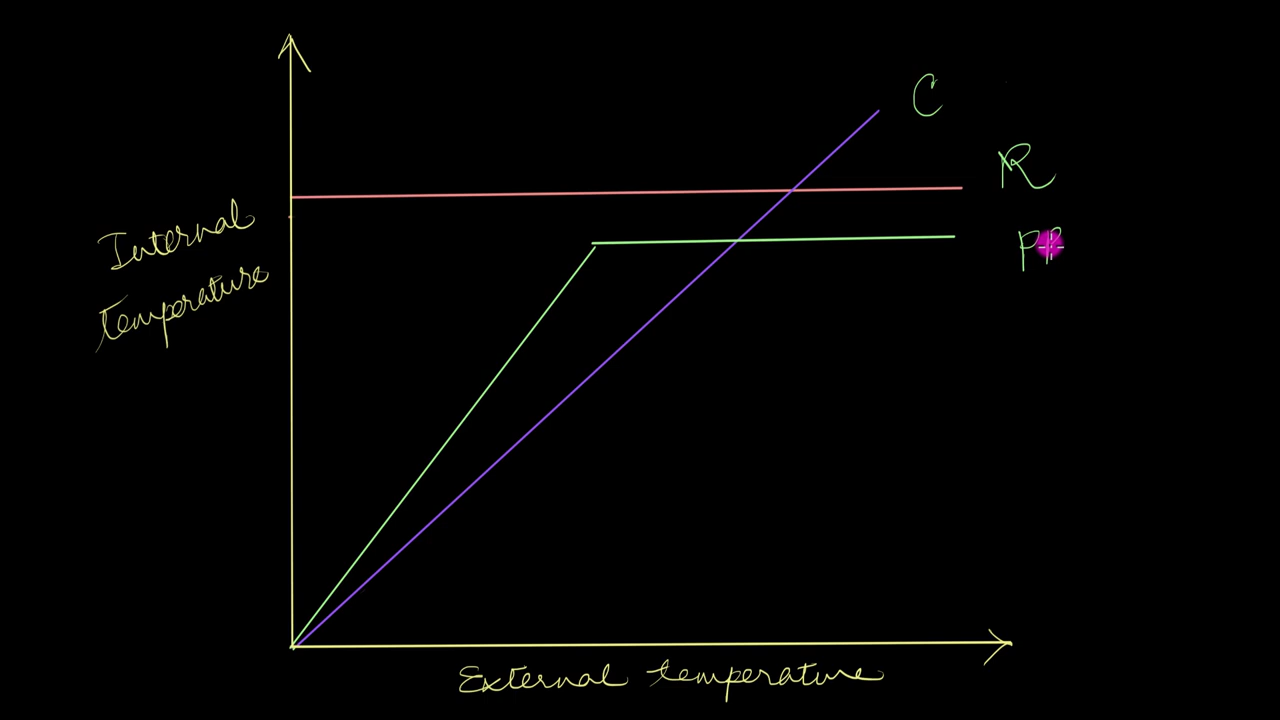 C
R
Internal
temperature
External temperature